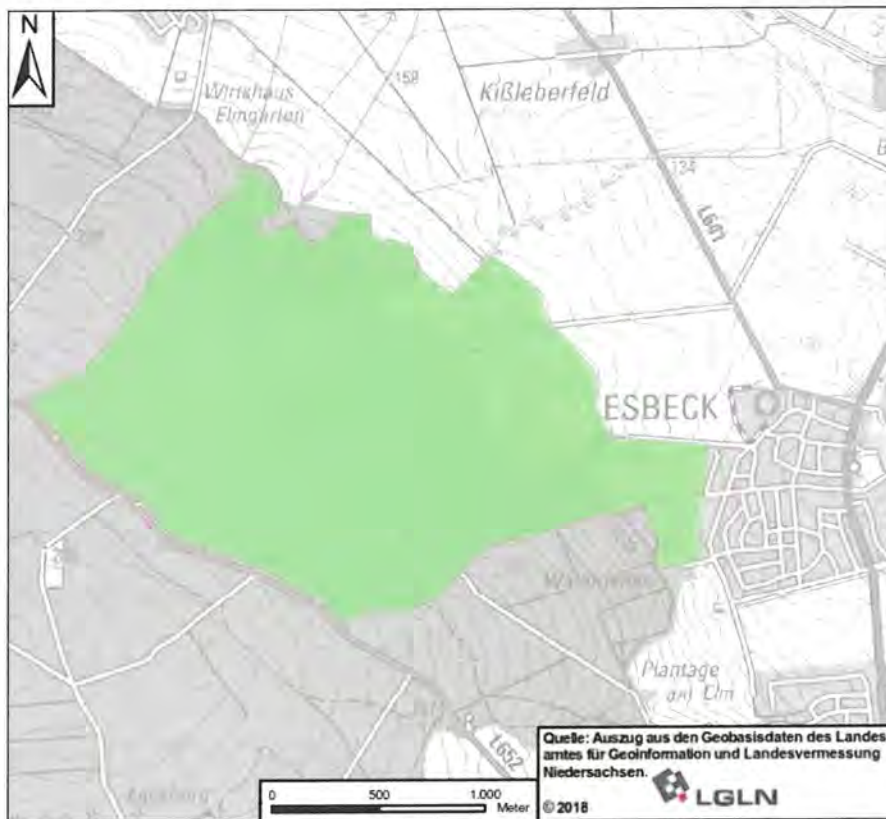 N
Wirtshaus
Elmgarten
158
Kißleberfeld
134
L641
ESBECK
Plantage
am Elm
L652
R
0 500 1.000
Meter
Quelle: Auszug aus den Geobasisdaten des Landes
amtes für Geoinformation und Landesvermessung
Niedersachsen.
© 2018
LGLN